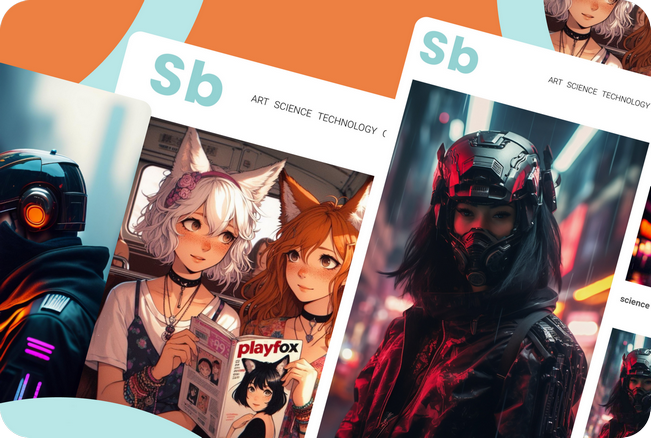 Sb
ART SCIENCE TECHNOLOGY
playfox
Sb
ART SCIENCE TECHNOLOGY
science